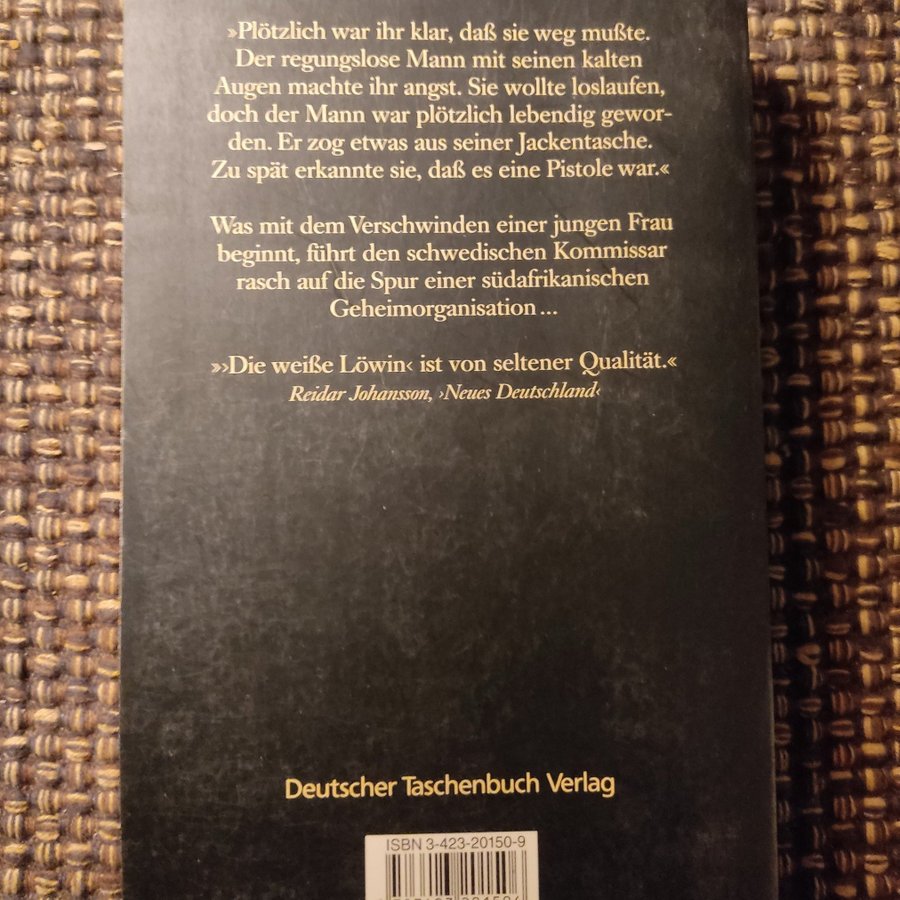 »Plötzlich war ihr klar, daß sie weg mußte.
Der regungslose Mann mit seinen kalten
Augen machte ihr angst. Sie wollte loslaufen,
doch der Mann war plötzlich lebendig gewor-
den. Er zog etwas aus seiner Jackentasche.
Zu spät erkannte sie, daß es eine Pistole war.«
Was mit dem Verschwinden einer jungen Frau
beginnt, führt den schwedischen Kommissar
rasch auf die Spur einer südafrikanischen
Geheimorganisation ...
»›Die weiße Löwin‹ ist von seltener Qualität.«
Reidar Johansson, ›Neues Deutschland‹
Deutscher Taschenbuch Verlag
ISBN 3-423-20150-9